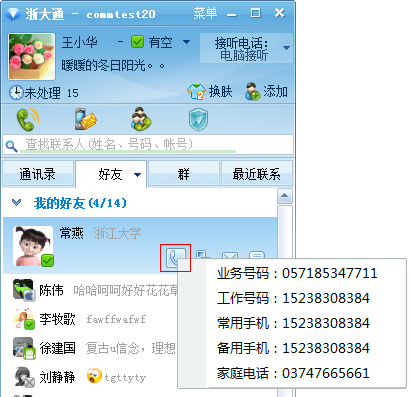 浙大通 - commtest20 菜单
王小华 - 有空
接听电话：
电脑接听
暖暖的冬日阳光。。
未处理 15 换肤 添加
查找联系人(姓名、号码、帐号)
通讯录 好友 群 最近联系
我的好友(4/14)
常燕 浙江大学
业务号码：057185347711
陈伟 哈哈呵呵好好花花草
工作号码：15238308384
李牧歌 fawffwafwf
常用手机：15238308384
徐建国 复古u信念，理想
备用手机：15238308384
刘静静 tgttyty
家庭电话：03747665661